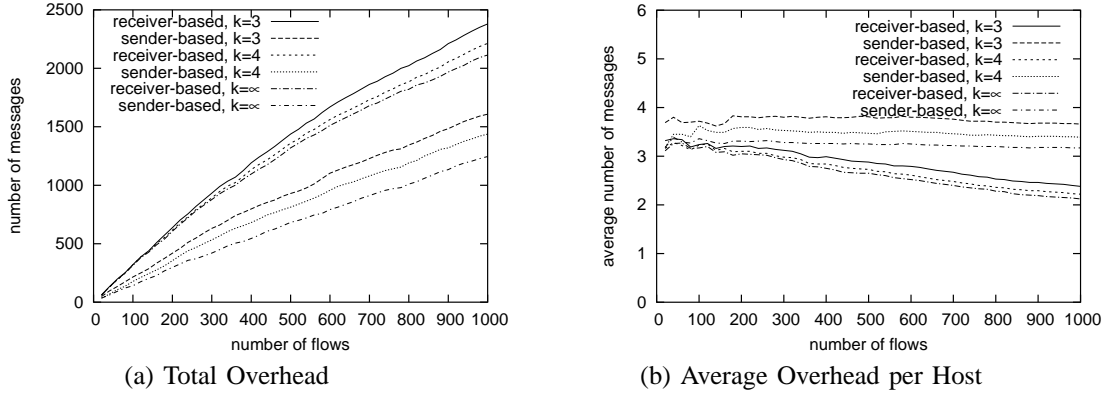 2500
2000
1500
1000
500
0
0 100 200 300 400 500 600 700 800 900 1000
number of messages
number of flows
receiver-based, k=3
sender-based, k=3
receiver-based, k=4
sender-based, k=4
receiver-based, k=∞
sender-based, k=∞
(a) Total Overhead
6
5
4
3
2
1
0
0 100 200 300 400 500 600 700 800 900 1000
average number of messages
number of flows
receiver-based, k=3
sender-based, k=3
receiver-based, k=4
sender-based, k=4
receiver-based, k=∞
sender-based, k=∞
(b) Average Overhead per Host